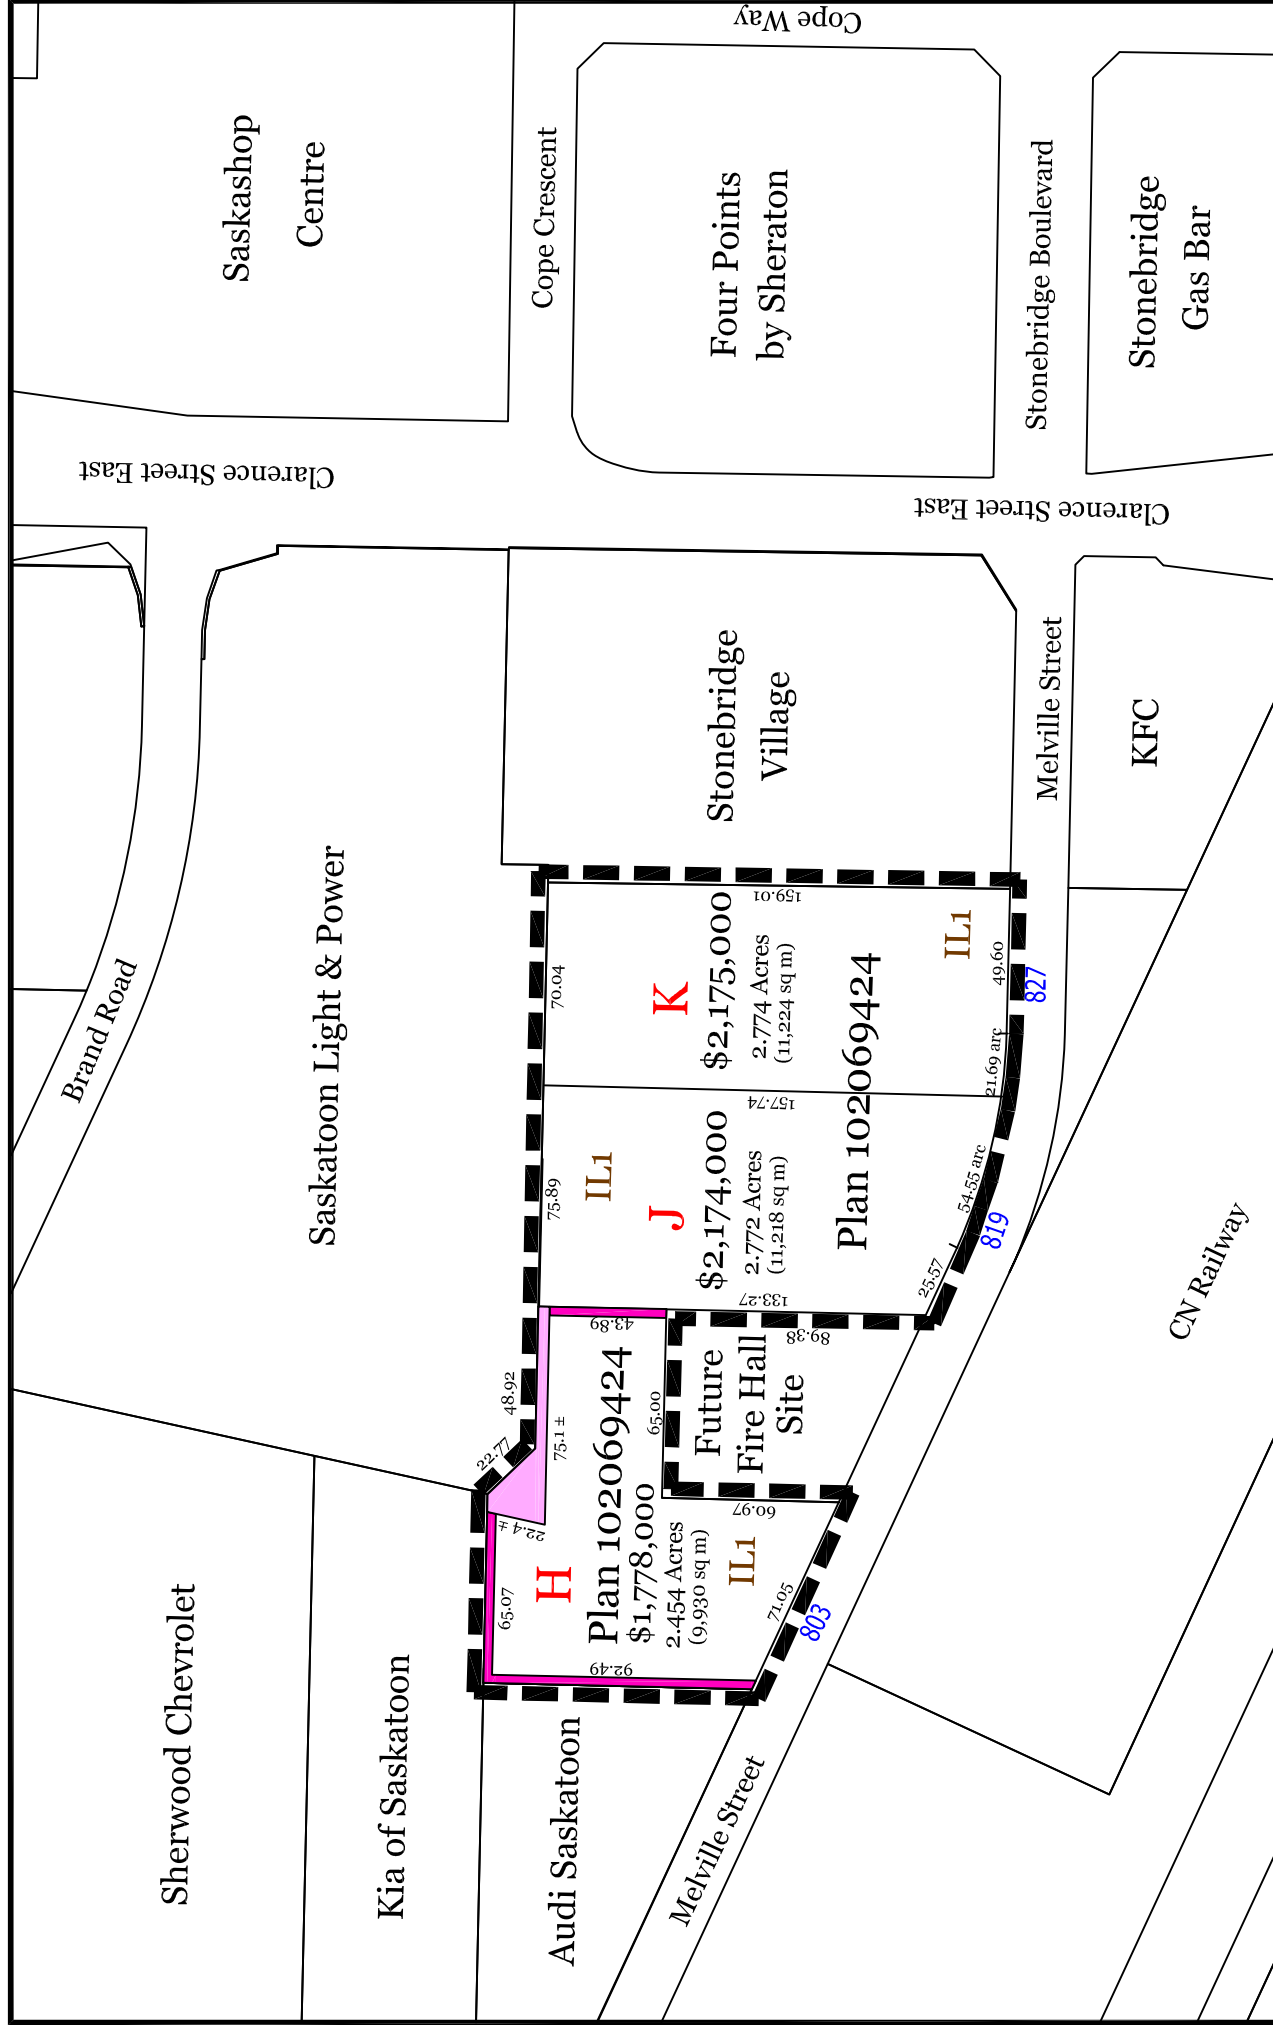 Cope Way
Saskashop
Centre
Cope Crescent
Four Points
by Sheraton
Stonebridge Boulevard
Stonebridge
Gas Bar
Clarence Street East
Clarence Street East
Brand Road
Saskatoon Light & Power
Stonebridge
Village
Melville Street
KFC
159.01
70.04
K
$2,175,000
2.774 Acres
(11,224 sq m)
IL1
49.60
827
21.69 arc
157.74
Plan 102069424
75.89
IL1
J
$2,174,000
2.772 Acres
(11,218 sq m)
54.55 arc
819
25.57
133.27
43.89
89.38
Future
Fire Hall
Site
65.00
60.97
48.92
22.77
75.1 ±
22.4 ±
H
Plan 102069424
$1,778,000
2.454 Acres
(9,930 sq m)
IL1
65.07
92.49
71.05
803
CN Railway
Sherwood Chevrolet
Kia of Saskatoon
Audi Saskatoon
Melville Street